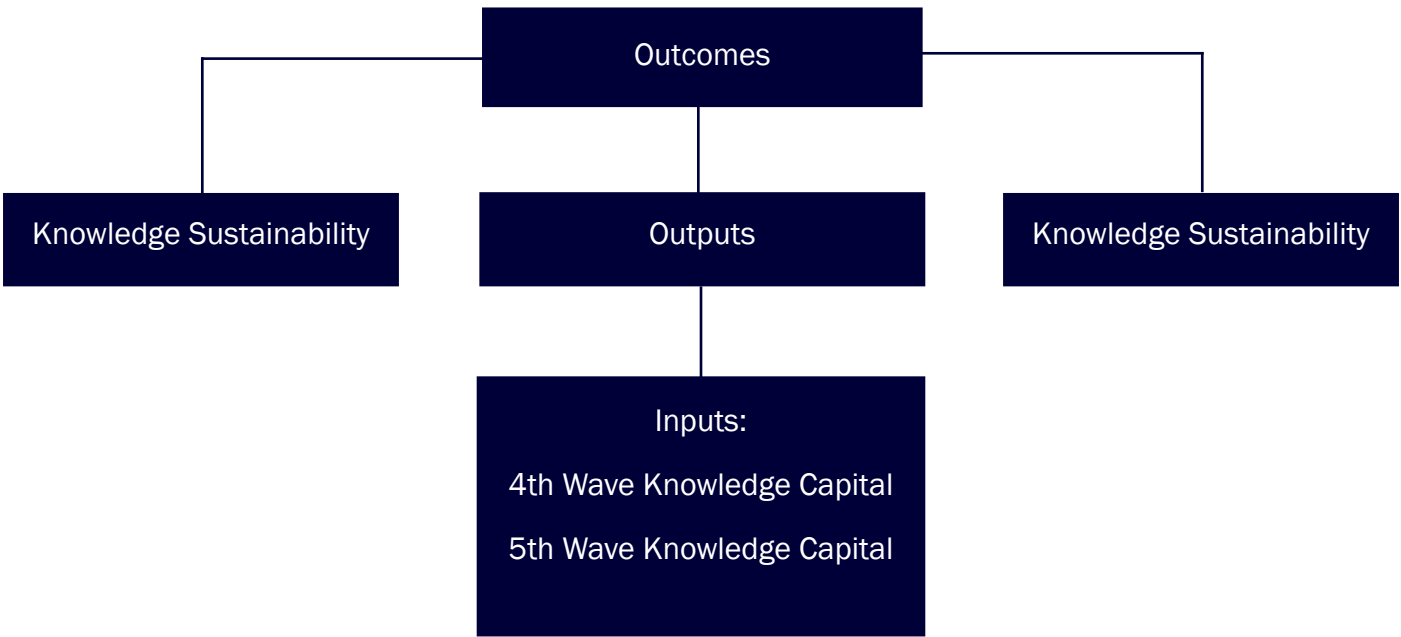 Outcomes
Knowledge Sustainability
Outputs
Knowledge Sustainability
Inputs:
4th Wave Knowledge Capital
5th Wave Knowledge Capital